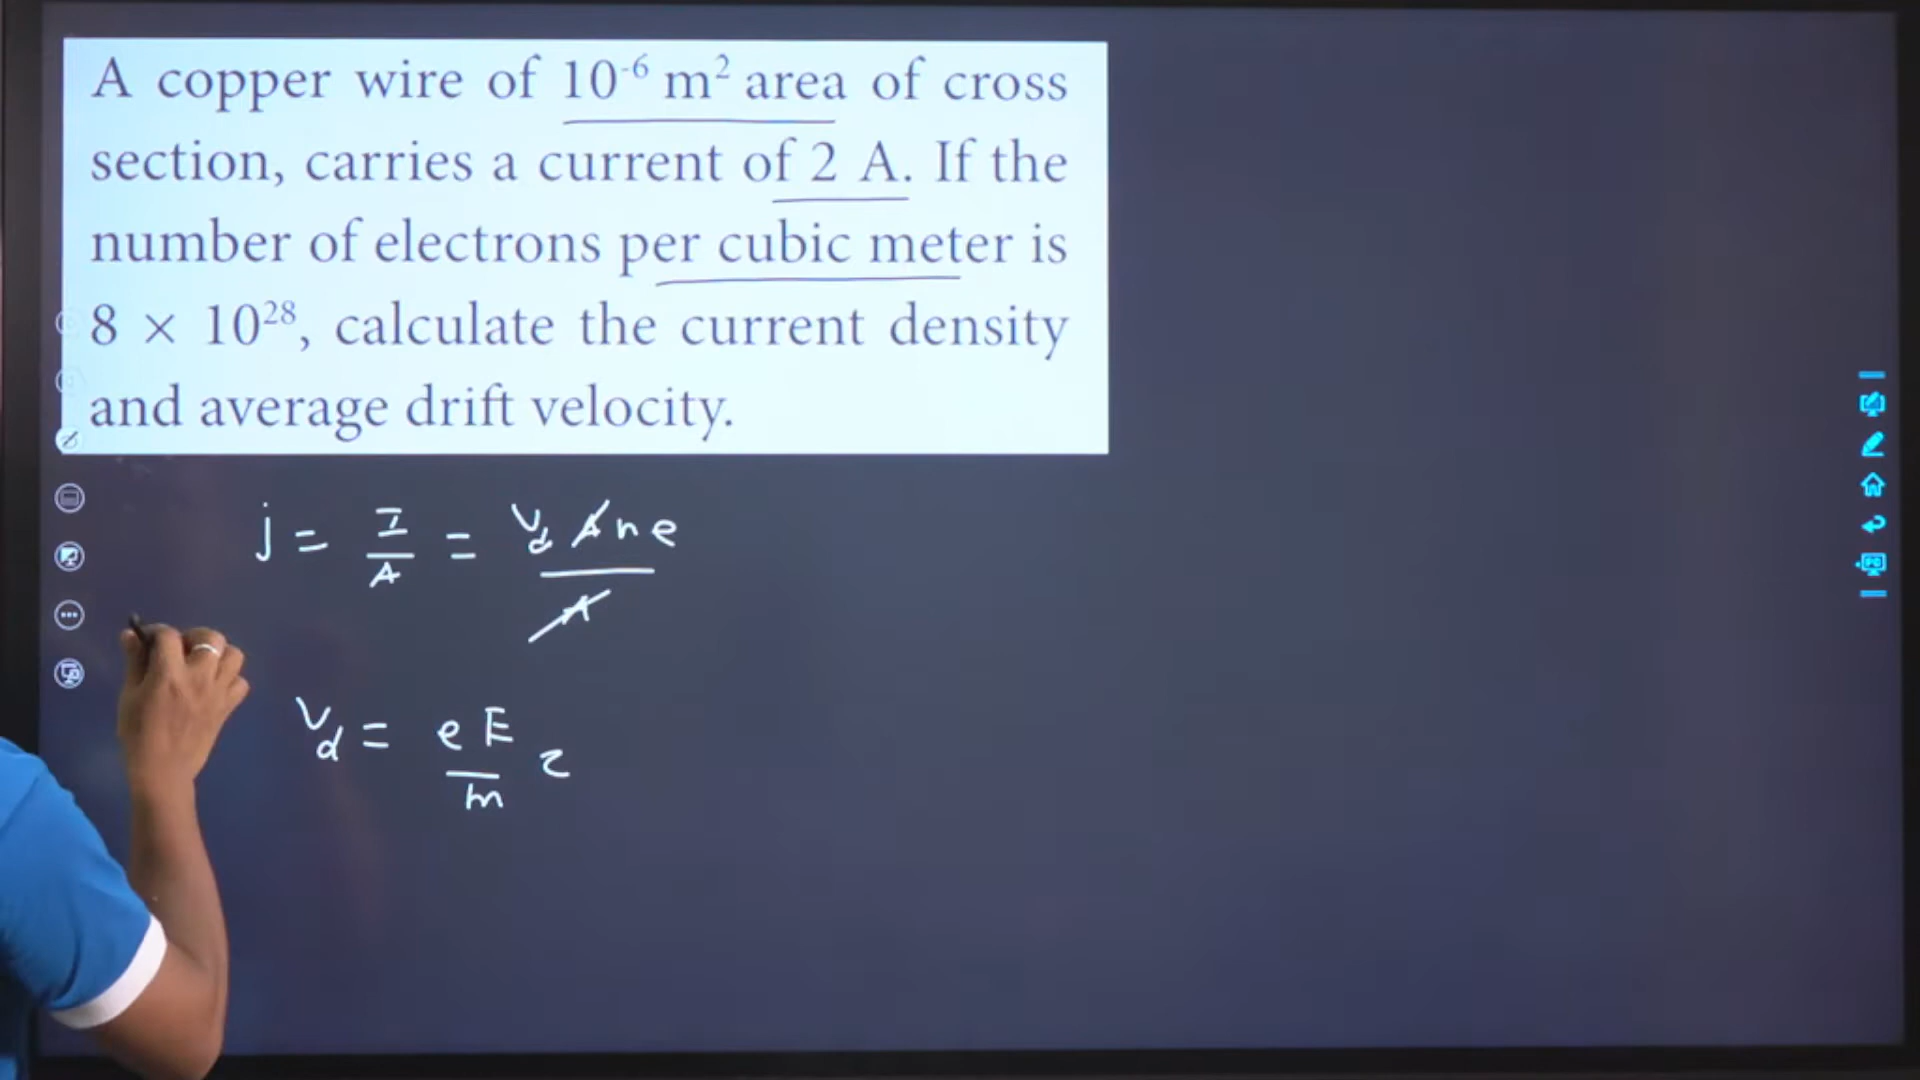 A copper wire of 10⁻⁶ m² area of cross
section, carries a current of 2 A. If the
number of electrons per cubic meter is
8 × 10²⁸, calculate the current density
and average drift velocity.
j = I/A = V_d A n e / A
V_d = eE/m τ